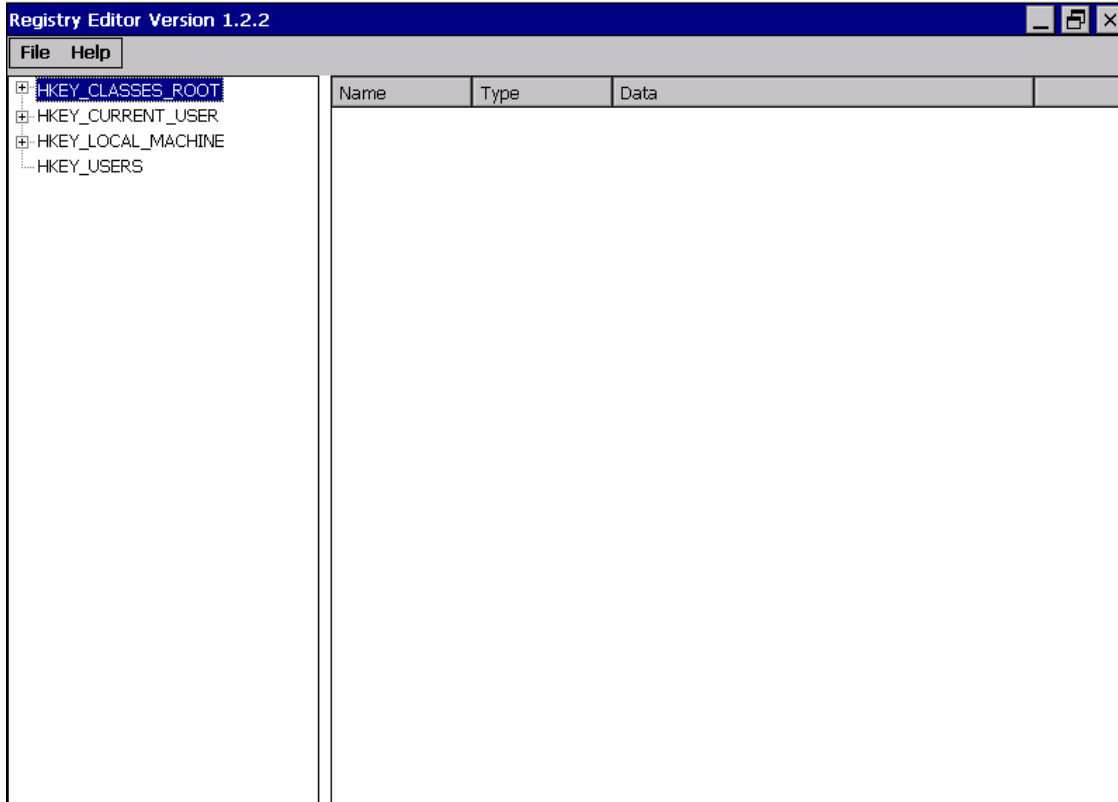 Registry Editor Version 1.2.2
File Help
HKEY_CLASSES_ROOT
HKEY_CURRENT_USER
HKEY_LOCAL_MACHINE
HKEY_USERS
Name Type Data